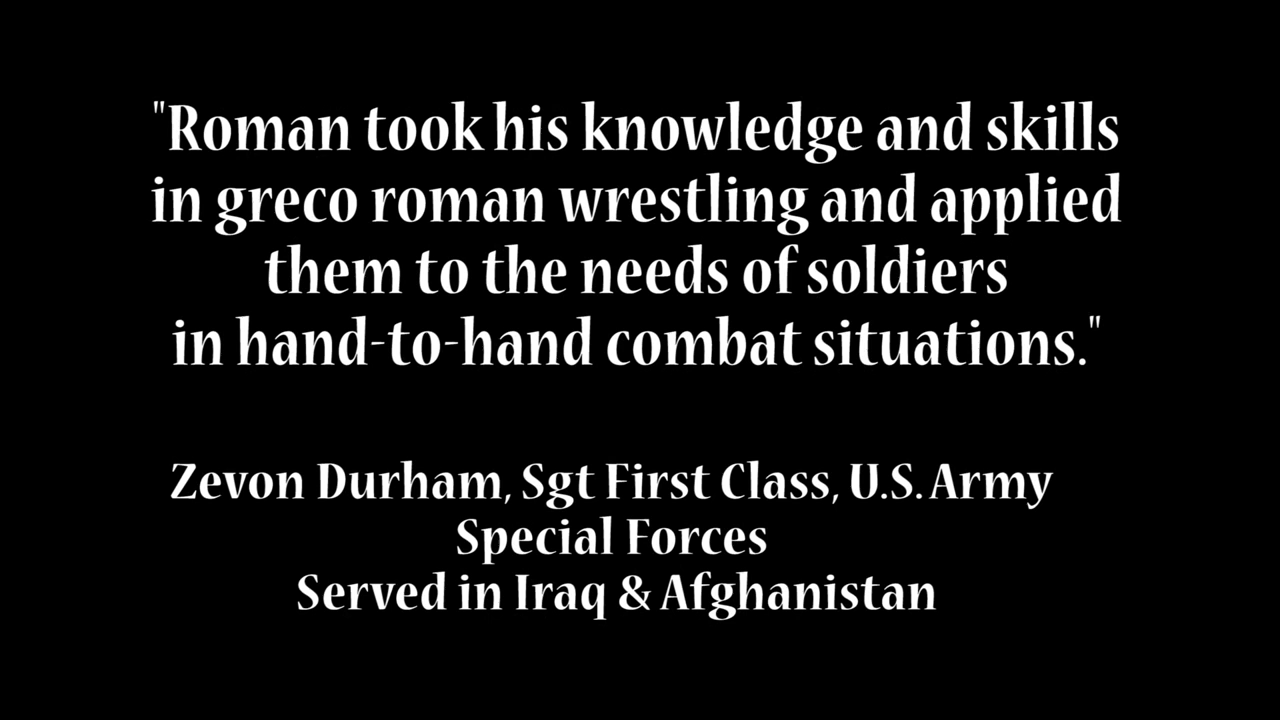 "Roman took his knowledge and skills
in greco roman wrestling and applied
them to the needs of soldiers
in hand-to-hand combat situations."
Zevon Durham, Sgt First Class, U.S. Army
Special Forces
Served in Iraq & Afghanistan